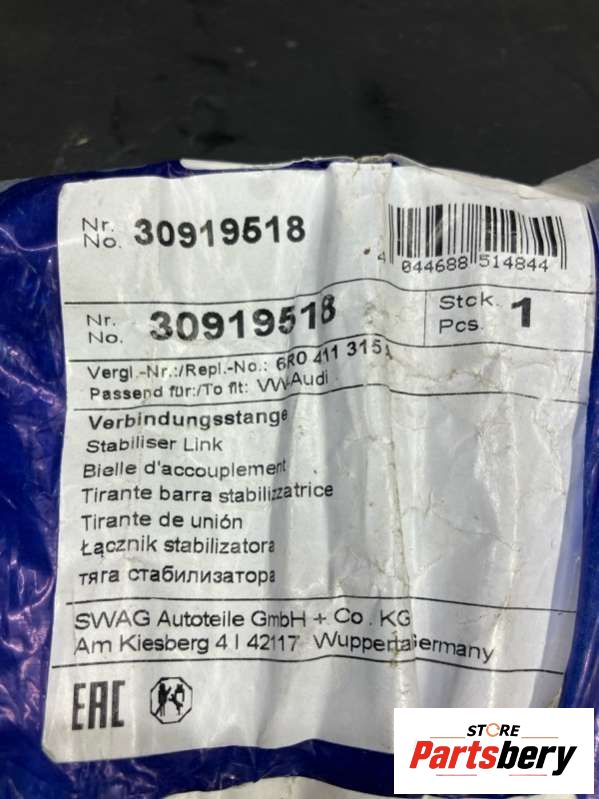 Nr.
No. 30919518
4 044688 514844
Nr.
No. 30919518
Stck.
Pcs. 1
Vergl.-Nr.:/Repl.-No.: 6R0 411 315
Passend für:/To fit: VW-Audi
Verbindungsstange
Stabiliser Link
Bielle d'accouplement
Tirante barra stabilizzatrice
Tirante de unión
Łącznik stabilizatora
тяга стабилизатора
SWAG Autoteile GmbH + Co. KG
Am Kiesberg 4 I 42117 Germany
EAC
STORE
Partsbery